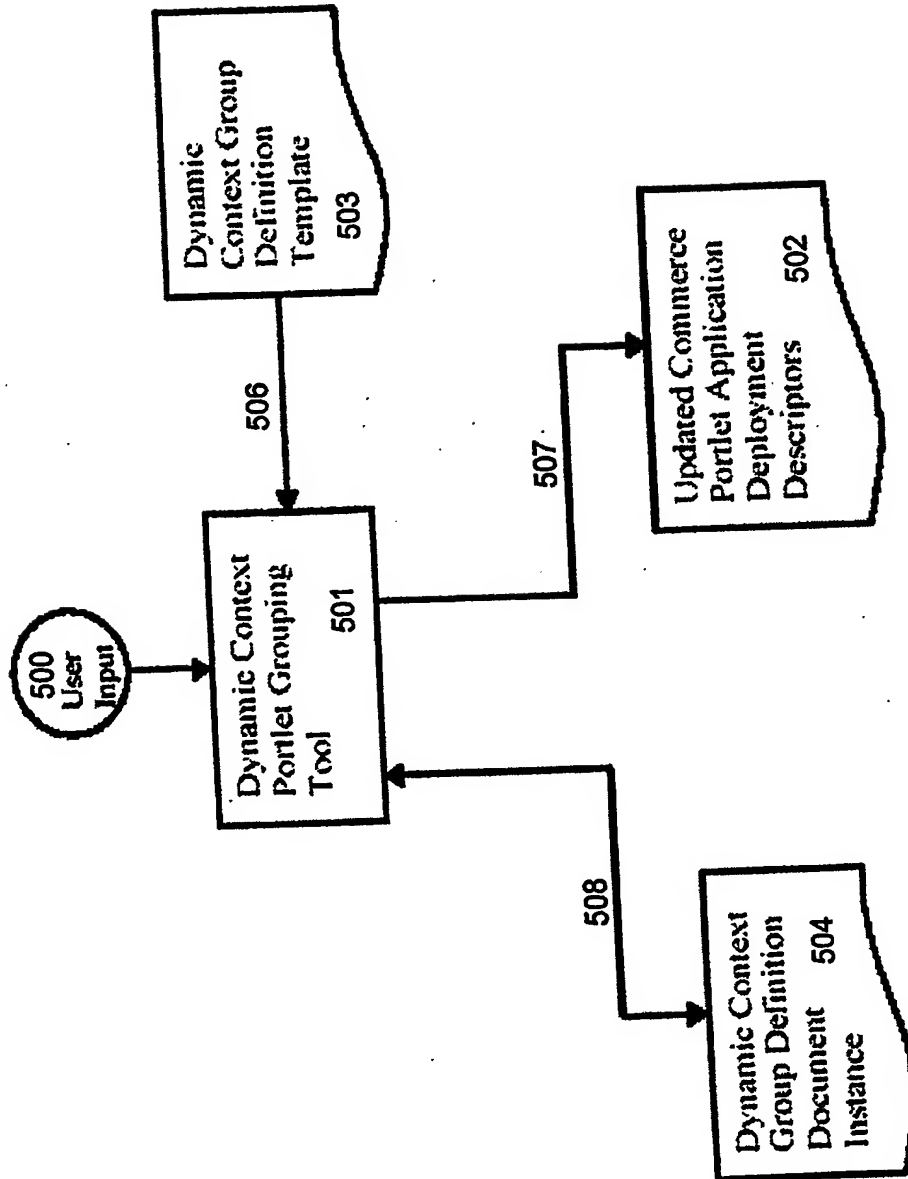 500
User
Input
Dynamic
Context Group
Definition
Template
503
506
Dynamic Context
Portlet Grouping
Tool 501
507
Updated Commerce
Portlet Application
Deployment
Descriptors 502
508
Dynamic Context
Group Definition
Document 504
Instance